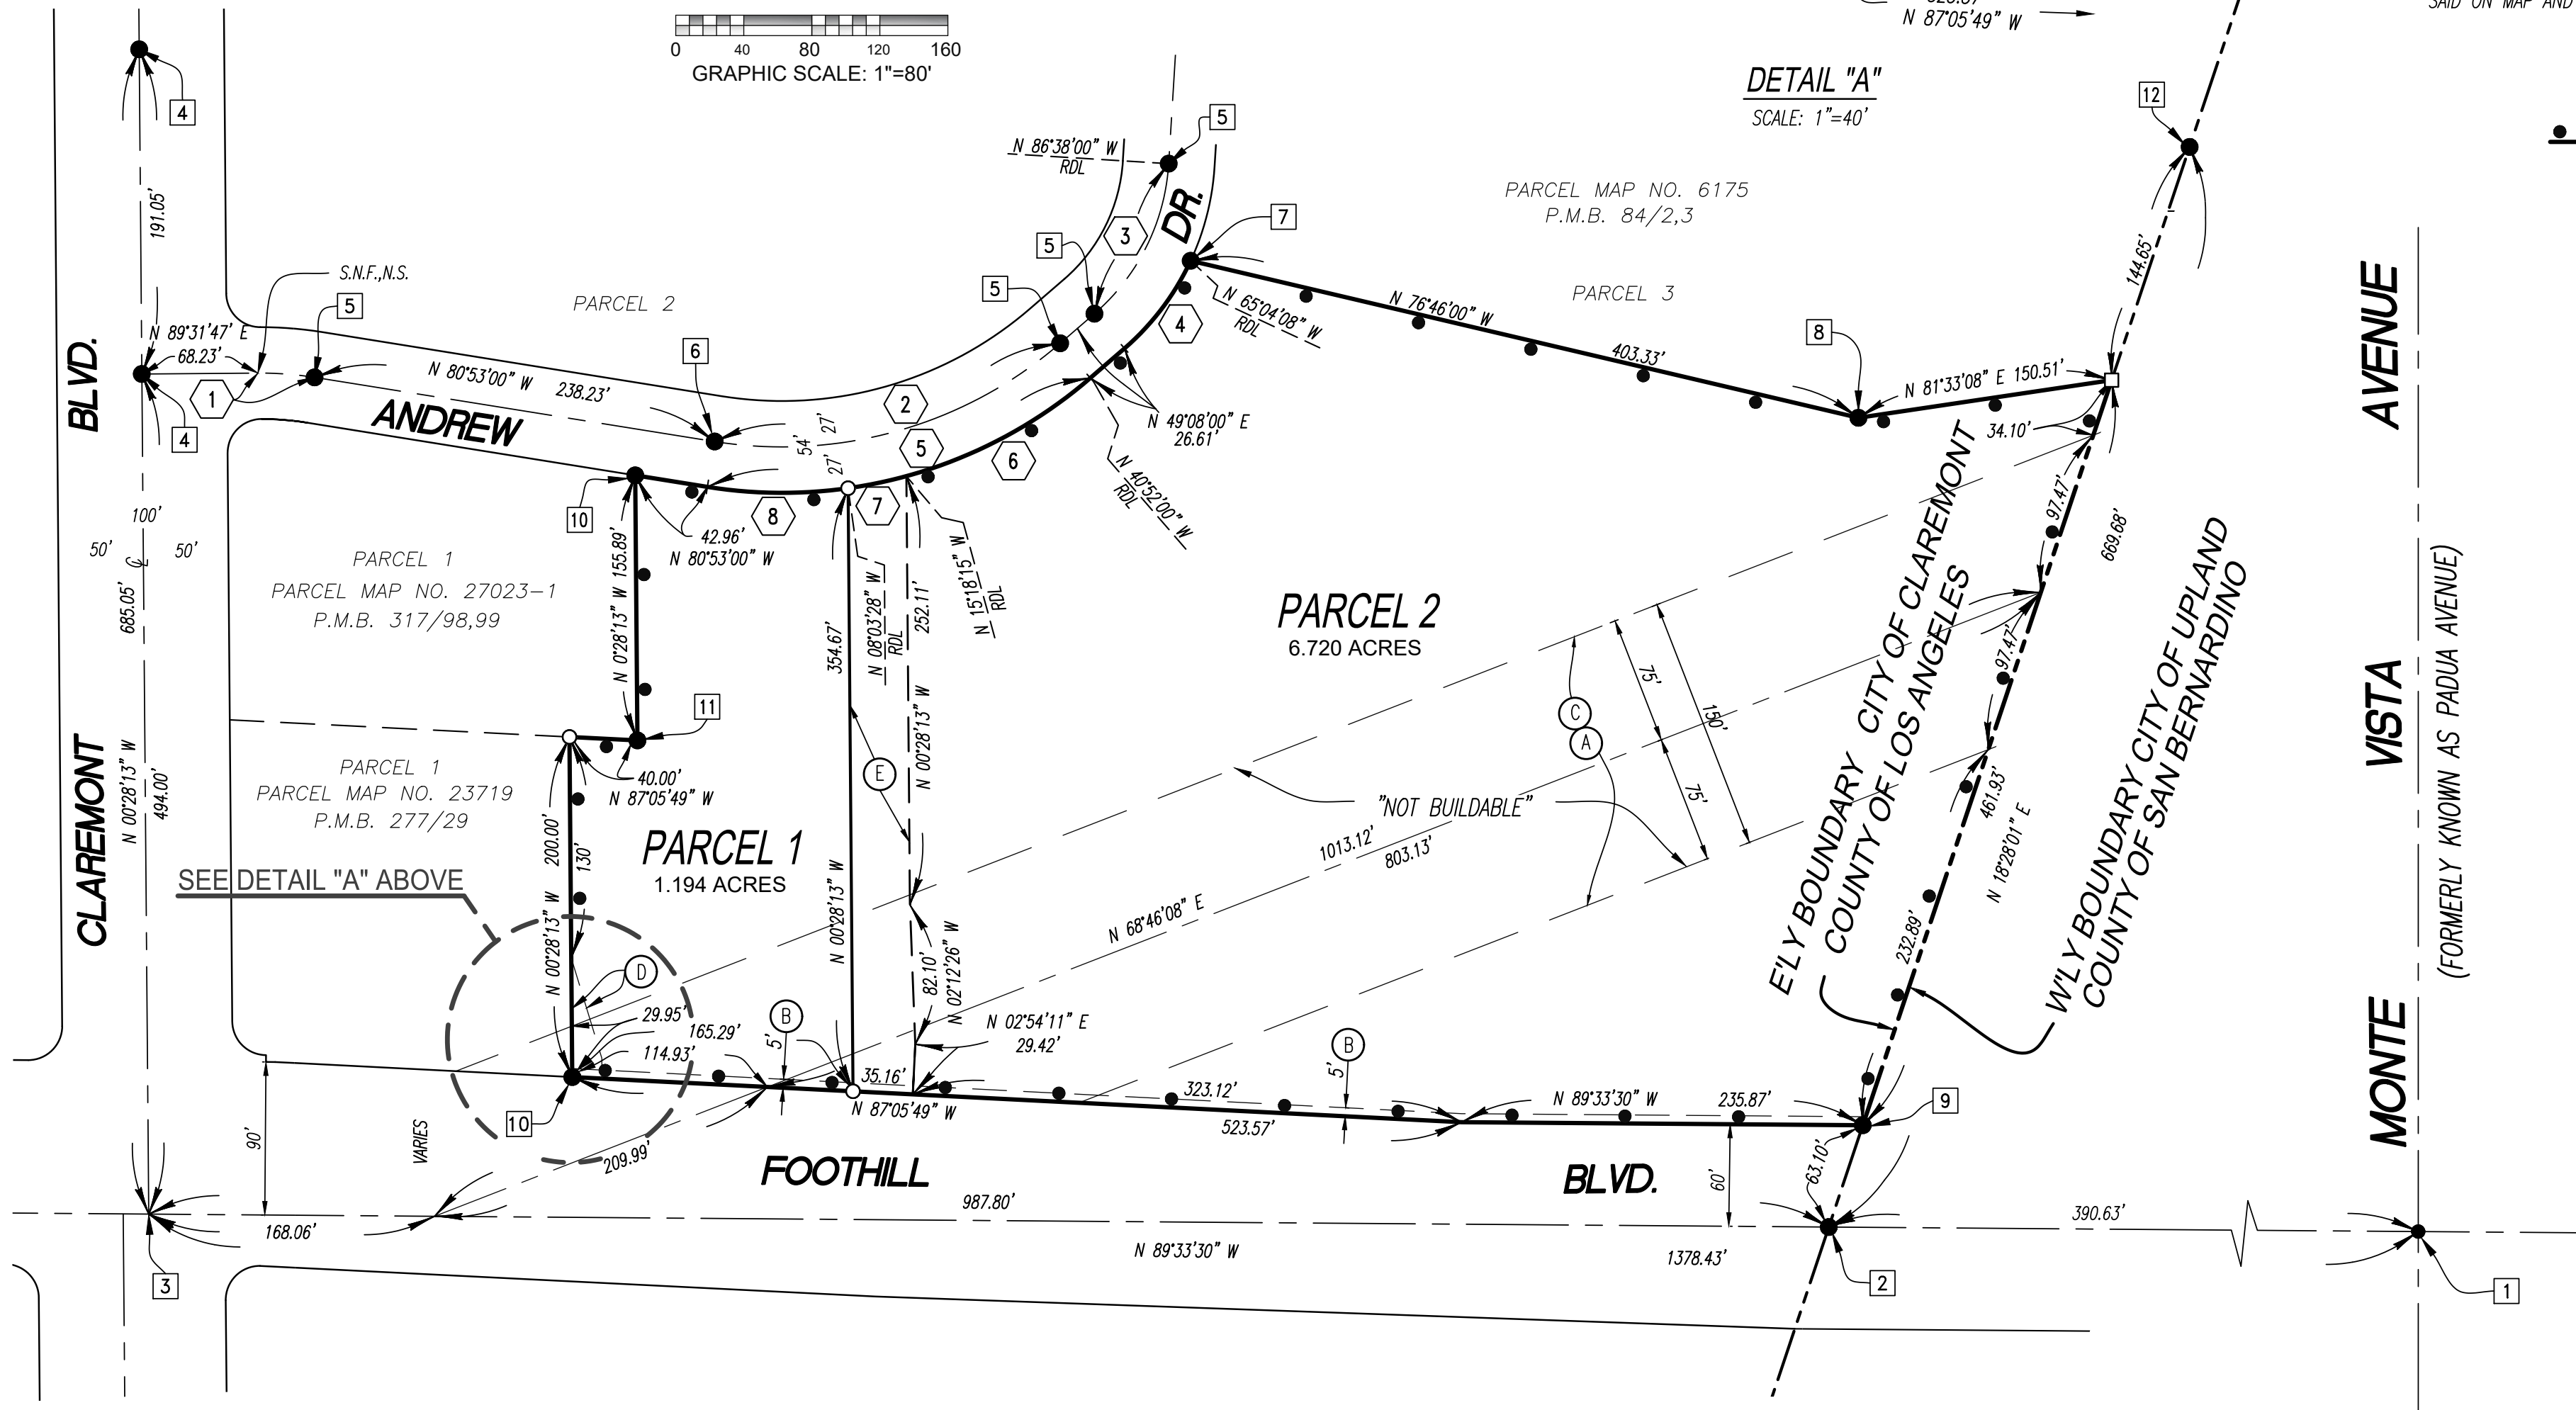 0 40 80 120 160
GRAPHIC SCALE: 1"=80'
N 87°05'49" W
DETAIL "A"
SCALE: 1"=40'
12
4
191.05'
5
N 86°38'00" W
RDL
3
DR.
5
7
PARCEL MAP NO. 6175
P.M.B. 84/2,3
PARCEL 3
144.65'
S.N.F.,N.S.
5
PARCEL 2
5
N 65°04'08" W
RDL
4
N 76°46'00" W
403.33'
8
N 81°33'08" E 150.51'
34.10'
BLVD.
N 89°31'47" E
68.23'
1
4
N 80°53'00" W 238.23'
6
ANDREW
2
54'
27'
27'
5
6
7
8
N 49°08'00" E
26.61'
N 40°52'00" W
RDL
10
42.96'
N 80°53'00" W
N 0°28'13" W 155.89'
100'
50' ℄ 50'
685.05'
PARCEL 1
PARCEL MAP NO. 27023-1
P.M.B. 317/98,99
354.67'
N 08°03'28" W
RDL
252.11'
N 15°18'15" W
RDL
N 00°28'13" W
PARCEL 2
6.720 ACRES
C
A
75'
75'
150'
97.47'
97.47'
669.68'
E'LY BOUNDARY CITY OF CLAREMONT
COUNTY OF LOS ANGELES
W'LY BOUNDARY CITY OF UPLAND
COUNTY OF SAN BERNARDINO
461.93'
N 18°28'01" E
232.89'
MONTE VISTA AVENUE
(FORMERLY KNOWN AS PADUA AVENUE)
CLAREMONT
N 00°28'13" W
494.00'
11
40.00'
N 87°05'49" W
PARCEL 1
PARCEL MAP NO. 23719
P.M.B. 277/29
N 00°28'13" W 200.00'
130'
E
"NOT BUILDABLE"
1013.12'
803.13'
N 68°46'08" E
PARCEL 1
1.194 ACRES
SEE DETAIL "A" ABOVE
N 00°28'13" W
82.10'
N 02°12'26" W
D
29.95'
165.29'
114.93'
B
5'
N 02°54'11" E
29.42'
35.16'
N 87°05'49" W
323.12'
523.57'
B
5'
N 89°33'30" W 235.87'
9
63.10'
60'
10
90'
VARIES
209.99'
FOOTHILL BLVD.
168.06'
987.80'
N 89°33'30" W
1378.43'
390.63'
3
2
1